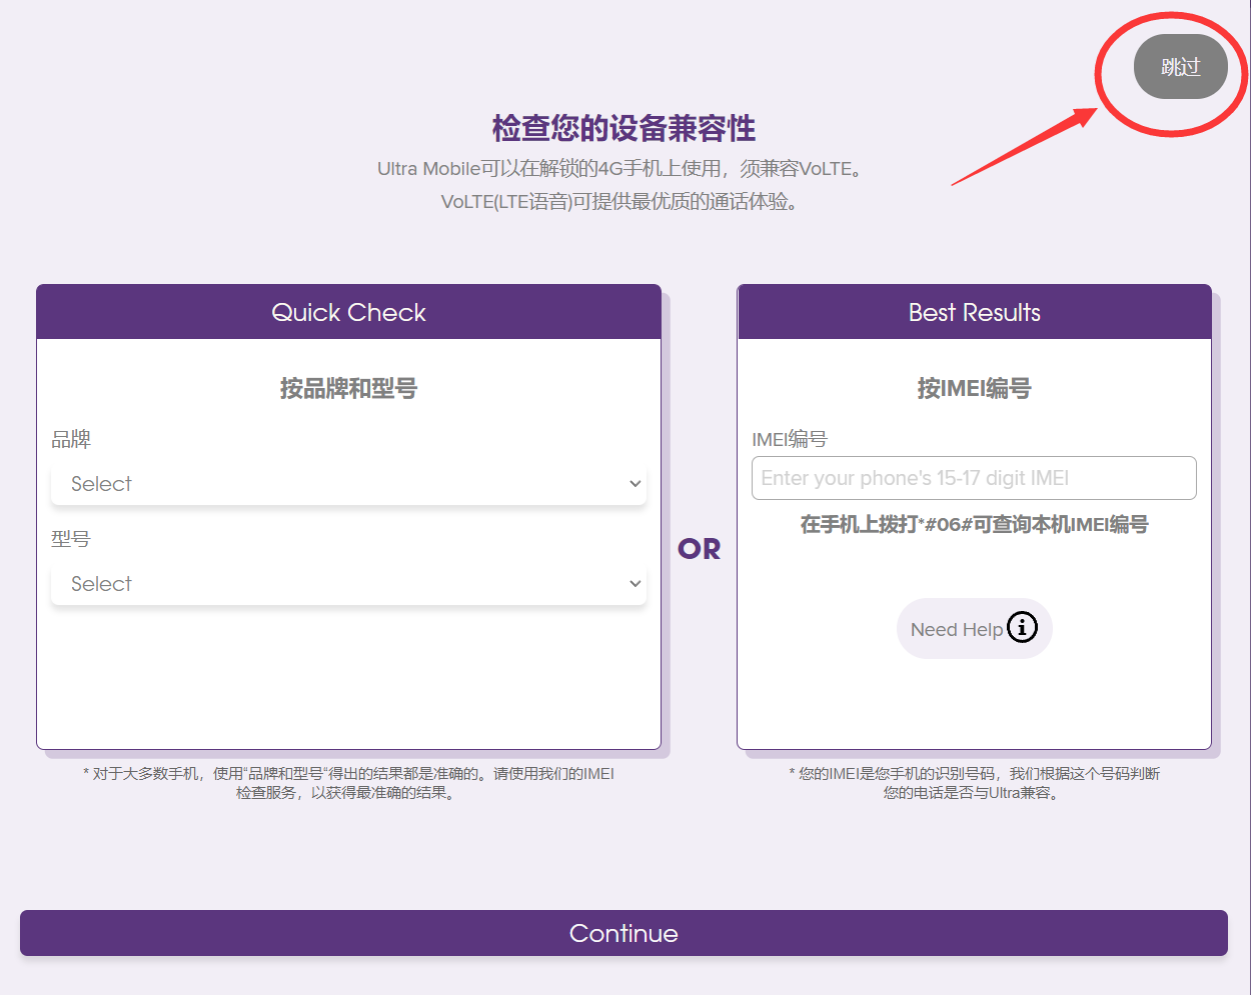 跳过
检查您的设备兼容性
Ultra Mobile可以在解锁的4G手机上使用，须兼容VoLTE。
VoLTE(LTE语音)可提供最优质的通话体验。
Quick Check
按品牌和型号
品牌
Select
型号
Select
* 对于大多数手机，使用“品牌和型号“得出的结果都是准确的。请使用我们的IMEI
检查服务，以获得最准确的结果。
OR
Best Results
按IMEI编号
IMEI编号
Enter your phone's 15-17 digit IMEI
在手机上拨打*#06#可查询本机IMEI编号
Need Help
* 您的IMEI是您手机的识别号码，我们根据这个号码判断
您的电话是否与Ultra兼容。
Continue